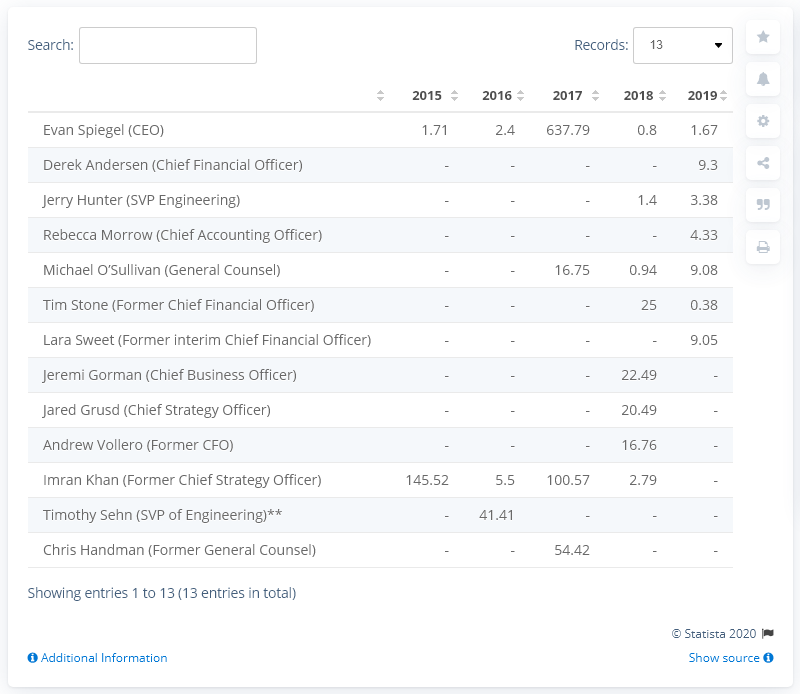 Search:
Records: 13
2015 2016 2017 2018 2019
Evan Spiegel (CEO) 1.71 2.4 637.79 0.8 1.67
Derek Andersen (Chief Financial Officer) - - - - 9.3
Jerry Hunter (SVP Engineering) - - - 1.4 3.38
Rebecca Morrow (Chief Accounting Officer) - - - - 4.33
Michael O’Sullivan (General Counsel) - - 16.75 0.94 9.08
Tim Stone (Former Chief Financial Officer) - - - 25 0.38
Lara Sweet (Former interim Chief Financial Officer) - - - - 9.05
Jeremi Gorman (Chief Business Officer) - - - 22.49 -
Jared Grusd (Chief Strategy Officer) - - - 20.49 -
Andrew Vollero (Former CFO) - - - 16.76 -
Imran Khan (Former Chief Strategy Officer) 145.52 5.5 100.57 2.79 -
Timothy Sehn (SVP of Engineering)** - 41.41 - - -
Chris Handman (Former General Counsel) - - 54.42 - -
Showing entries 1 to 13 (13 entries in total)
© Statista 2020
Additional Information
Show source